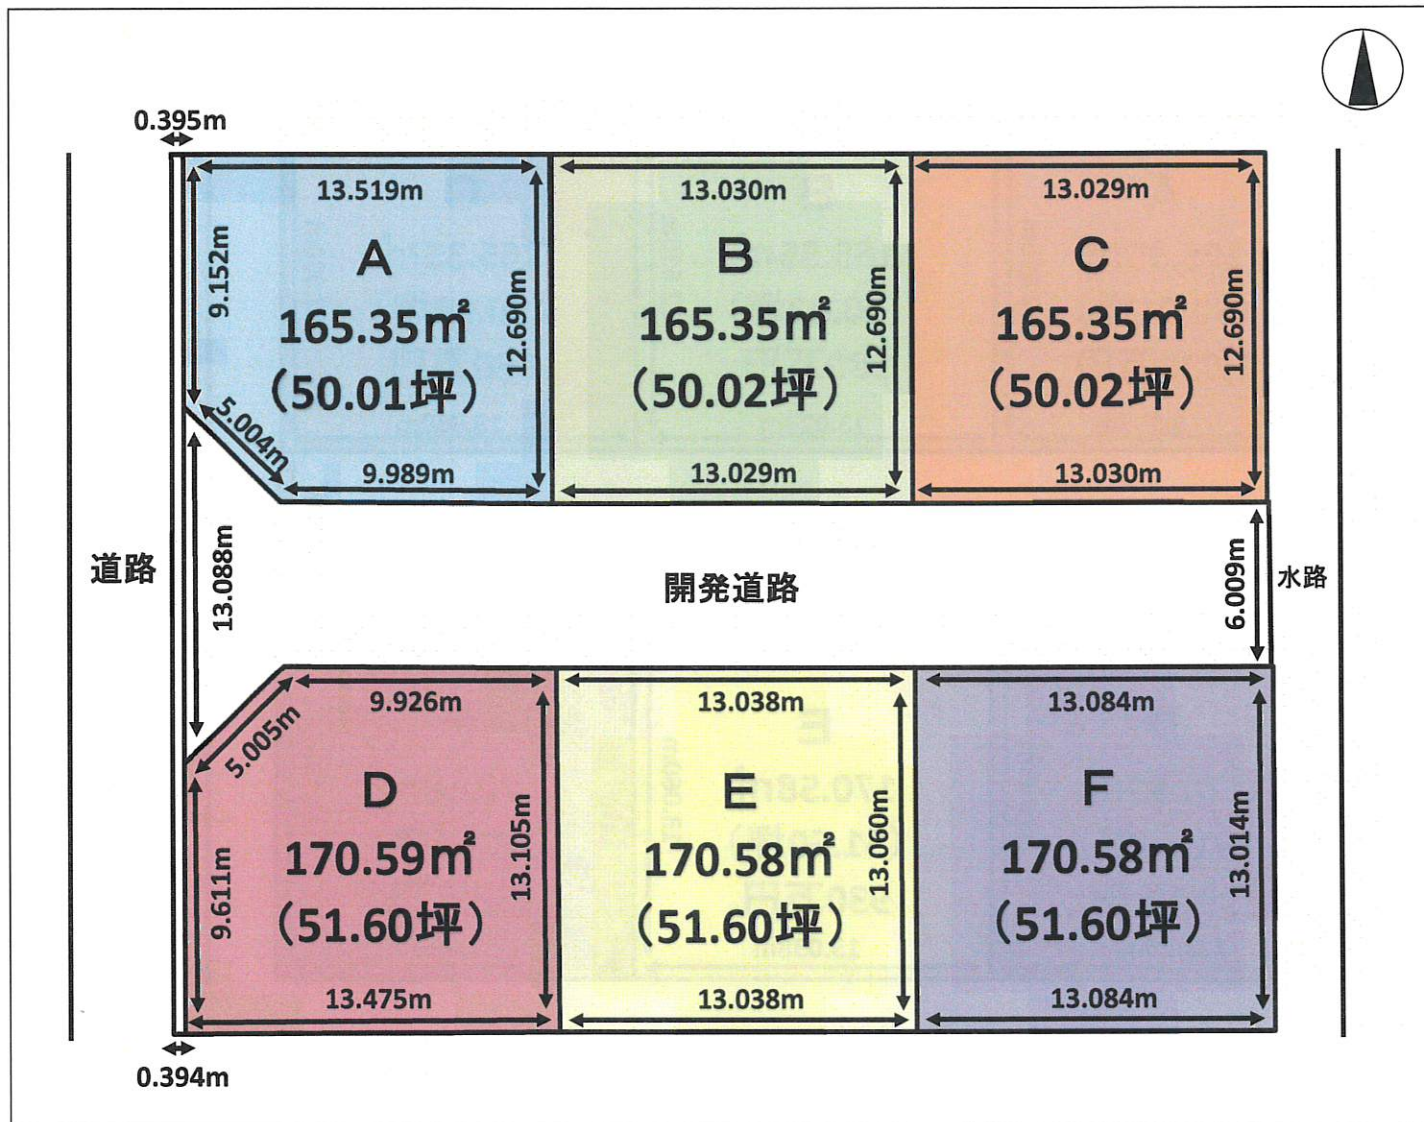 0.395m
13.519m
13.030m
13.029m
9.152m
A
165.35㎡
（50.01坪）
12.690m
B
165.35㎡
（50.02坪）
12.690m
C
165.35㎡
（50.02坪）
12.690m
5.004m
9.989m
13.029m
13.030m
道路
13.088m
開発道路
6.009m
水路
5.005m
9.926m
13.038m
13.084m
9.611m
D
170.59㎡
（51.60坪）
13.105m
E
170.58㎡
（51.60坪）
13.060m
F
170.58㎡
（51.60坪）
13.014m
13.475m
13.038m
13.084m
0.394m